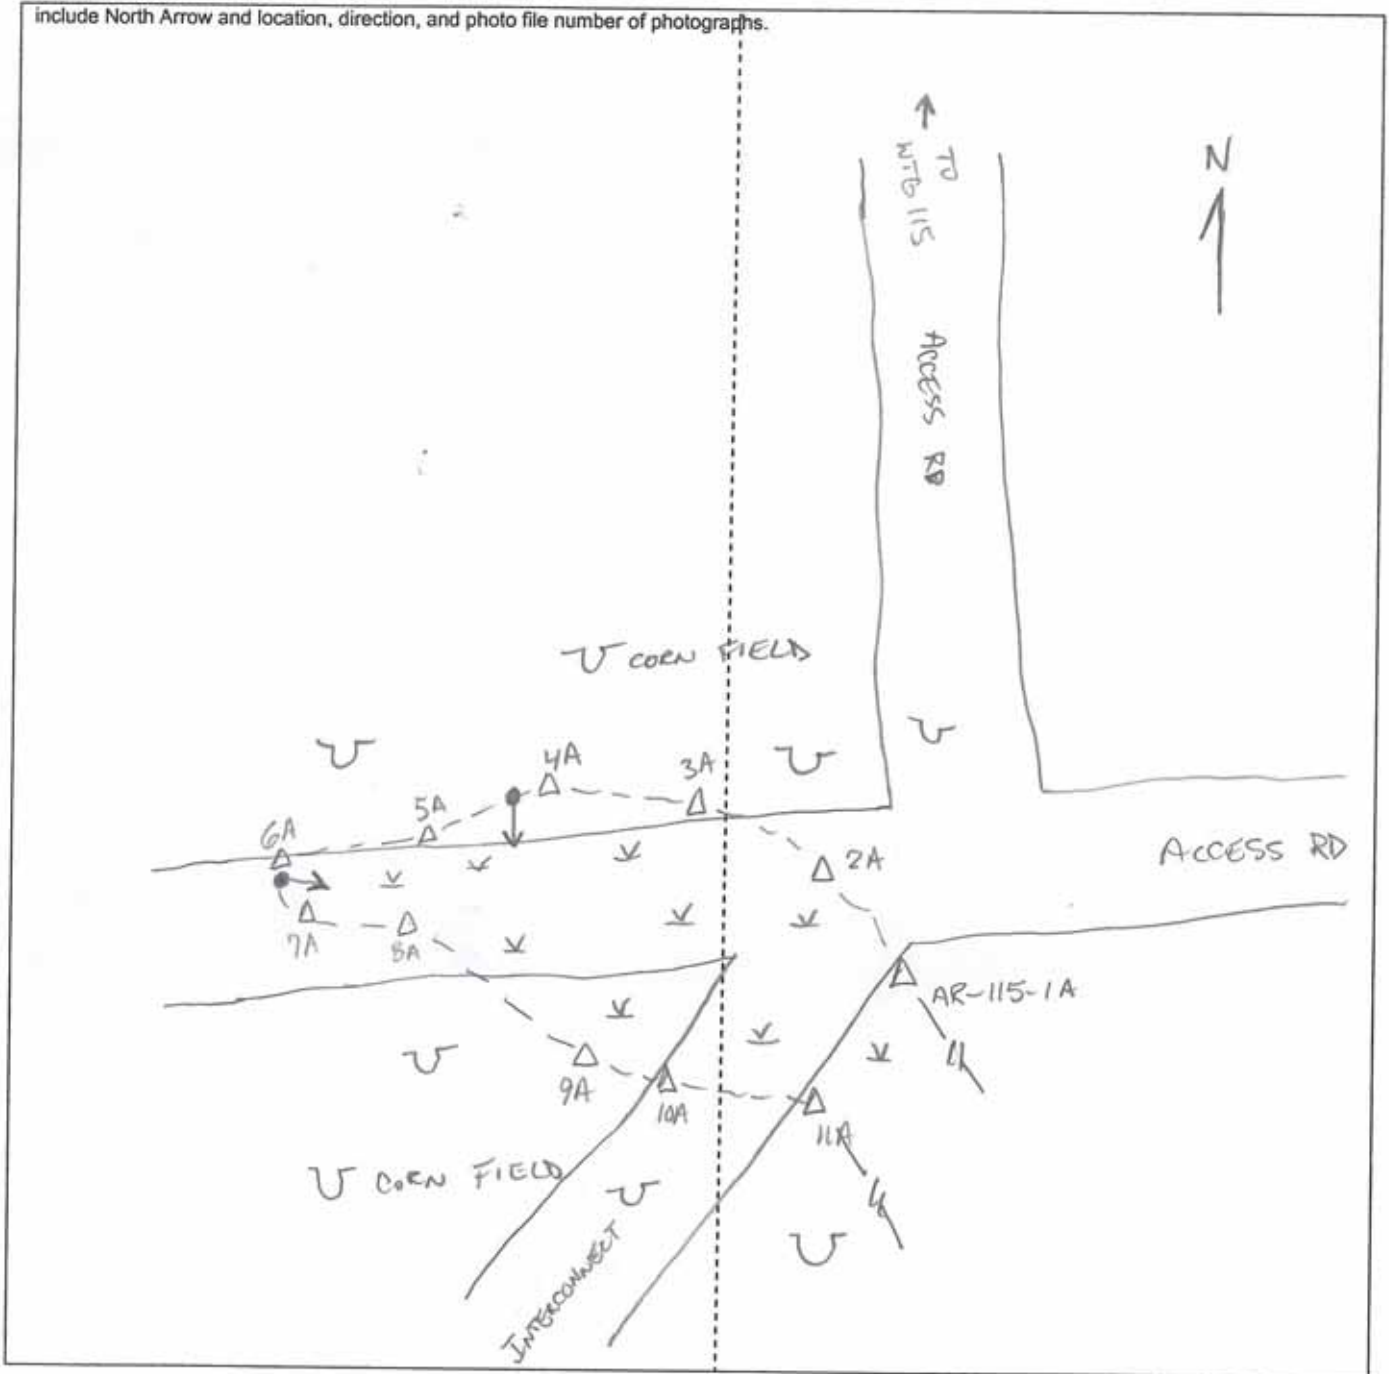 include North Arrow and location, direction, and photo file number of photographs.
TO
WTG 115
N
ACCESS RD
U CORN FIELD
U
4A
3A
U
U
5A
6A
2A
ACCESS RD
7A
8A
AR-115-1A
U
9A
10A
11A
U CORN FIELD
U
U
INTERCONNECT